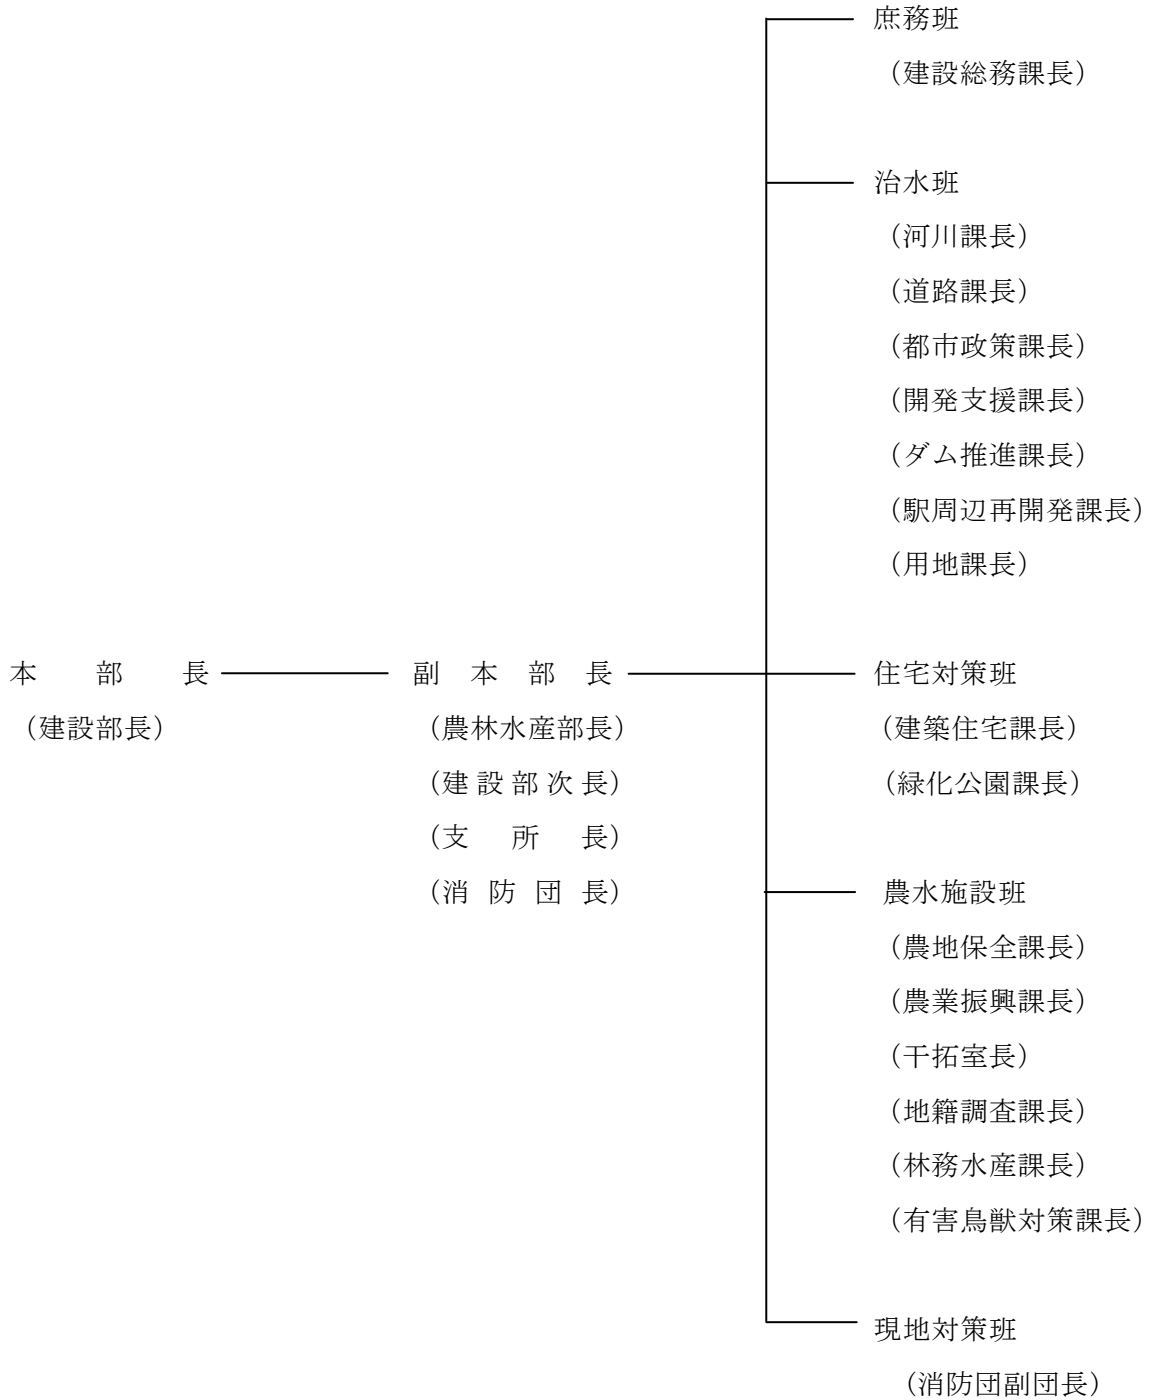 庶務班
（建設総務課長）
治水班
（河川課長）
（道路課長）
（都市政策課長）
（開発支援課長）
（ダム推進課長）
（駅周辺再開発課長）
（用地課長）
本部長
（建設部長）
副本部長
（農林水産部長）
（建設部次長）
（支所長）
（消防団長）
住宅対策班
（建築住宅課長）
（緑化公園課長）
農水施設班
（農地保全課長）
（農業振興課長）
（干拓室長）
（地籍調査課長）
（林務水産課長）
（有害鳥獣対策課長）
現地対策班
（消防団副団長）